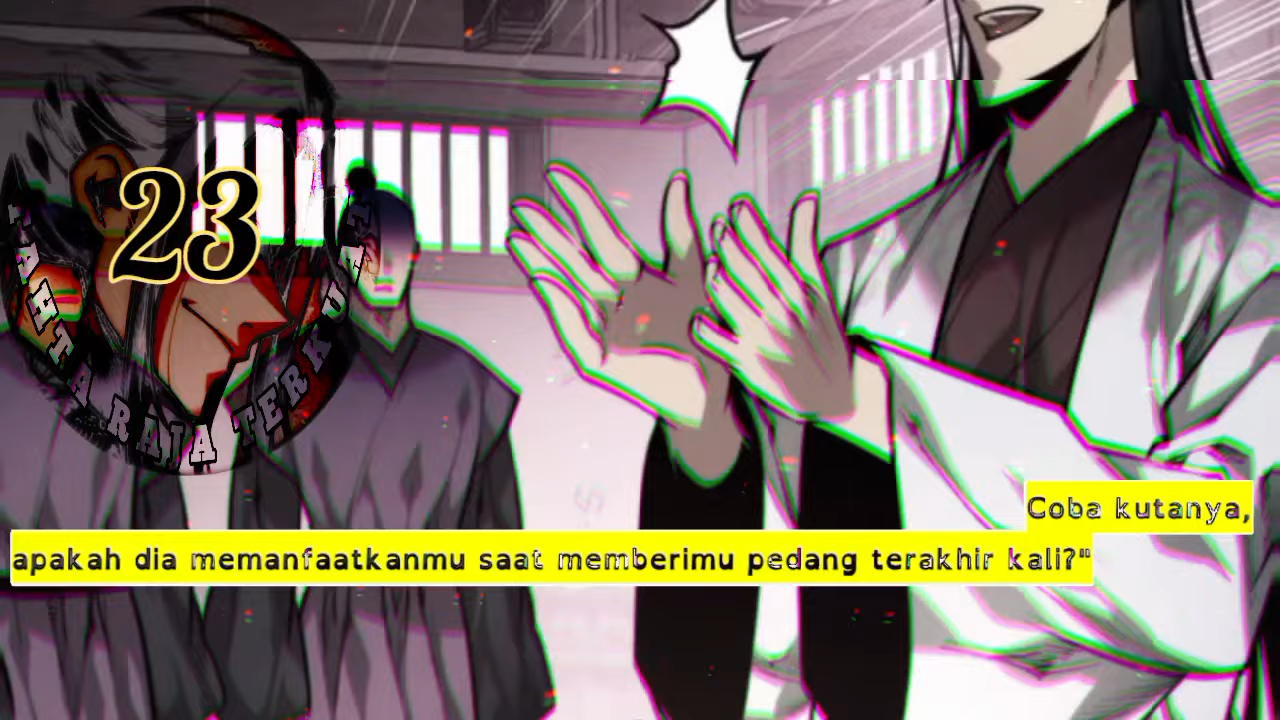 23
TAHTA RAJA TERKUAT
Coba kutanya,
apakah dia memanfaatkanmu saat memberimu pedang terakhir kali?"